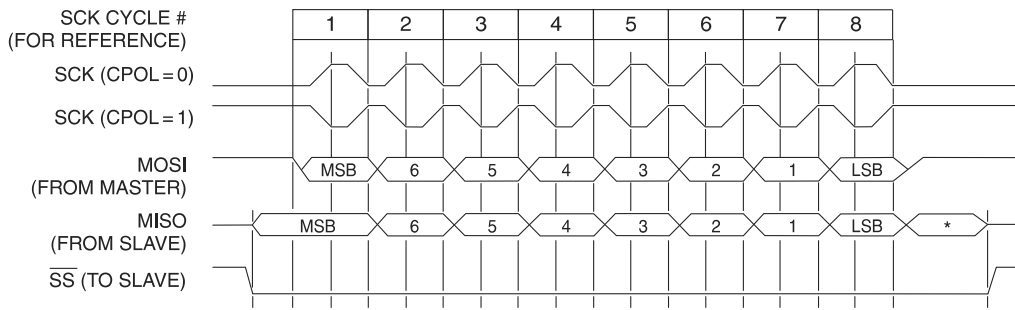 SCK CYCLE # 1 2 3 4 5 6 7 8
(FOR REFERENCE)
SCK (CPOL = 0)
SCK (CPOL = 1)
MOSI MSB 6 5 4 3 2 1 LSB
(FROM MASTER)
MISO MSB 6 5 4 3 2 1 LSB *
(FROM SLAVE)
SS (TO SLAVE)